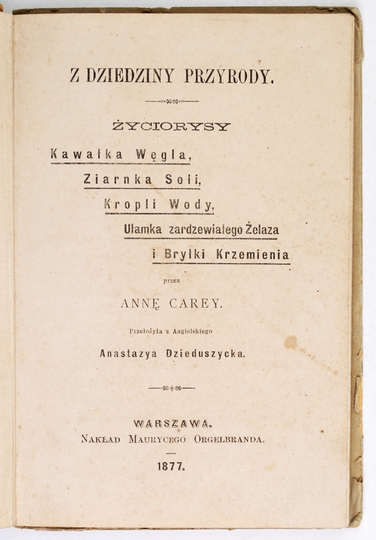 Z DZIEDZINY PRZYRODY.
ŻYCIORYSY
Kawałka Węgla,
Ziarnka Soli,
Kropli Wody,
Ułamka zardzewiałego Żelaza
i Bryłki Krzemienia
przez
ANNĘ CAREY.
Przełożyła z Angielskiego
Anastazya Dzieduszycka.
WARSZAWA.
NAKŁAD MAURYCEGO ORGELBRANDA.
1877.